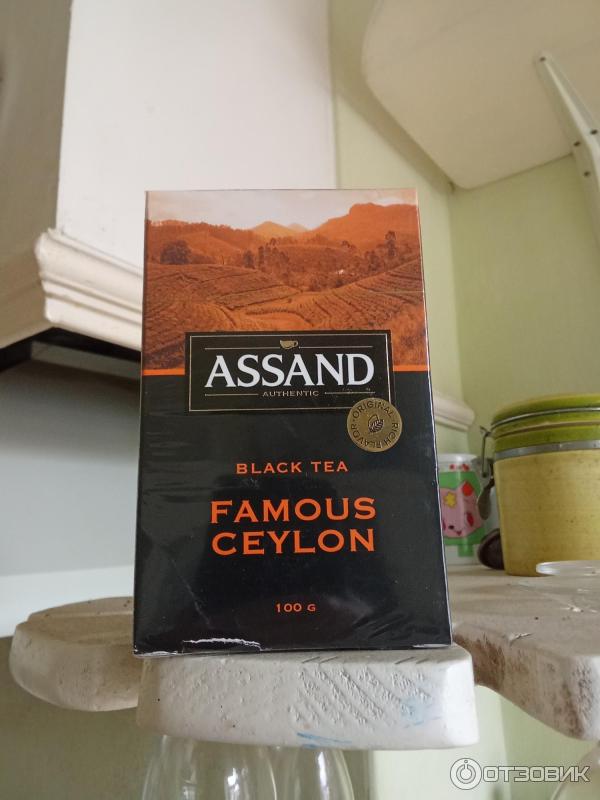 ASSAND
AUTHENTIC
ORIGINAL
RICH FLAVOR
BLACK TEA
FAMOUS
CEYLON
100 G
ОТЗОВИК